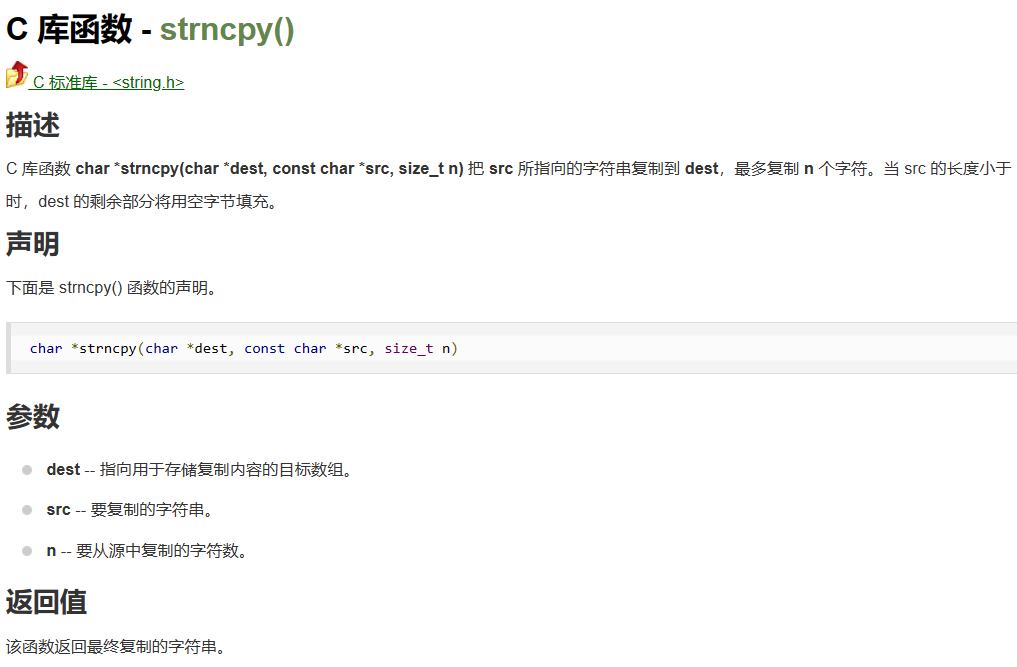 C 库函数 - strncpy()
C 标准库 - <string.h>
描述
C 库函数 char *strncpy(char *dest, const char *src, size_t n) 把 src 所指向的字符串复制到 dest，最多复制 n 个字符。当 src 的长度小于
时，dest 的剩余部分将用空字节填充。
声明
下面是 strncpy() 函数的声明。
char *strncpy(char *dest, const char *src, size_t n)
参数
dest -- 指向用于存储复制内容的目标数组。
src -- 要复制的字符串。
n -- 要从源中复制的字符数。
返回值
该函数返回最终复制的字符串。